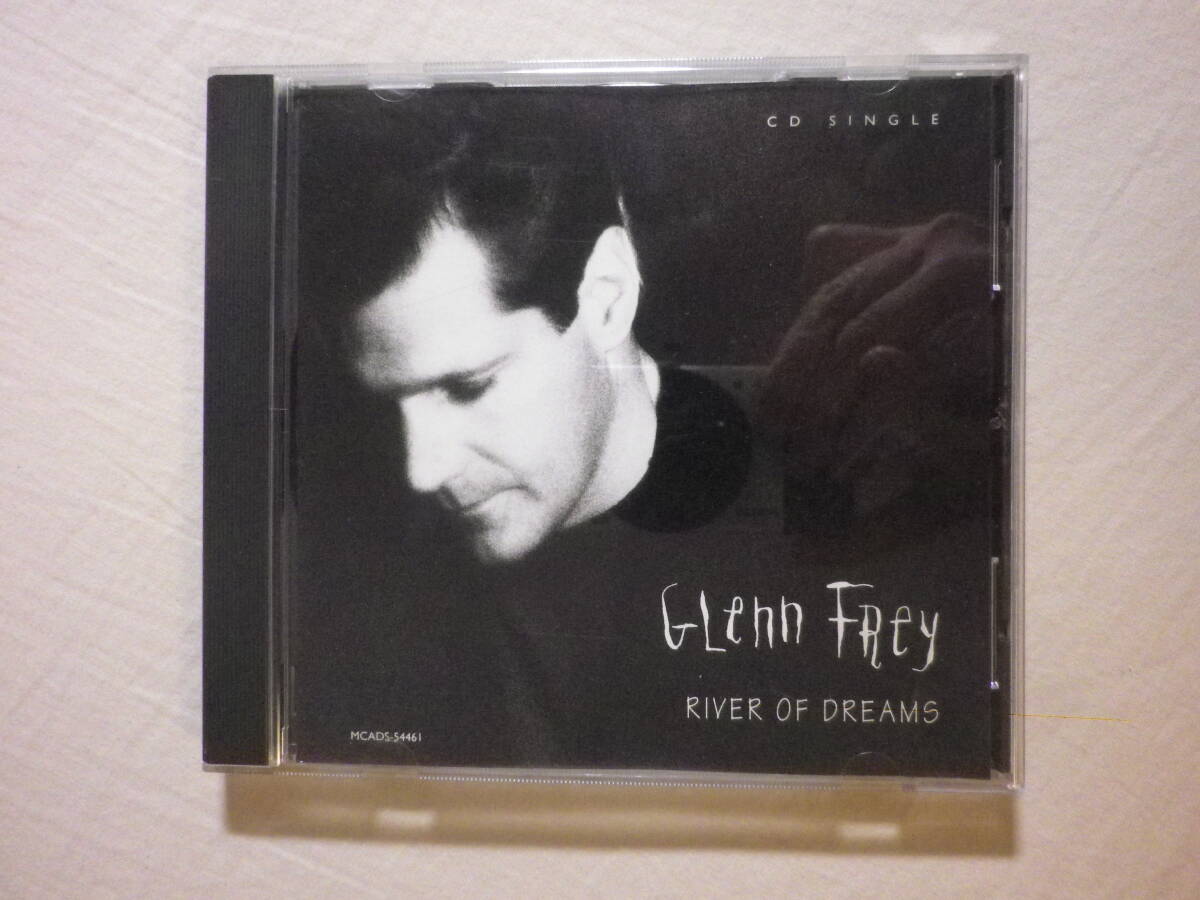 CD SINGLE
GLenn FRey
RIVER OF DREAMS
MCADS-54461